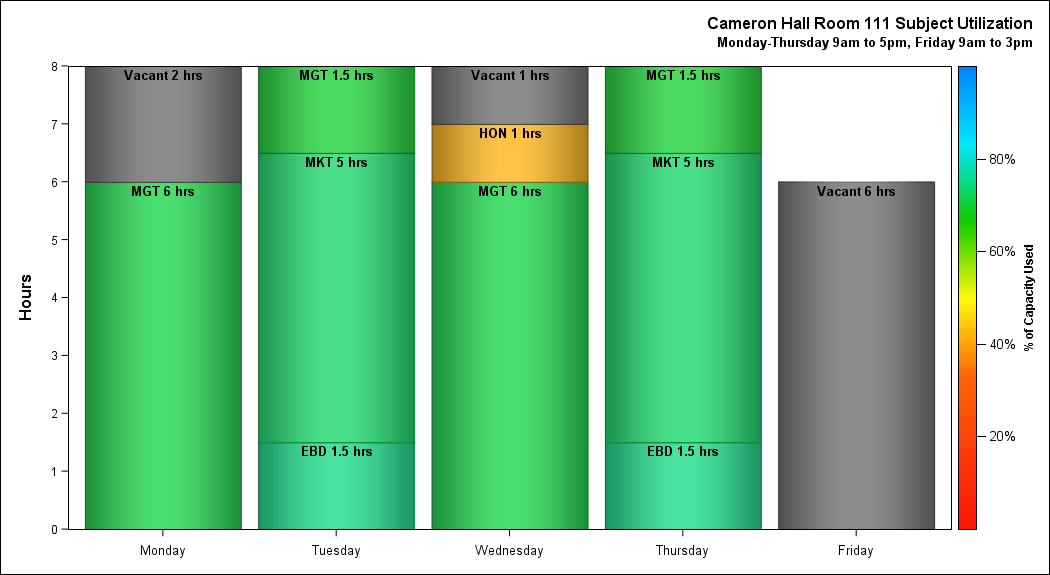 Cameron Hall Room 111 Subject Utilization
Monday-Thursday 9am to 5pm, Friday 9am to 3pm
8
7
6
5
4
3
2
1
0
Hours
Vacant 2 hrs
MGT 6 hrs
MGT 1.5 hrs
MKT 5 hrs
EBD 1.5 hrs
Vacant 1 hrs
HON 1 hrs
MGT 6 hrs
MGT 1.5 hrs
MKT 5 hrs
EBD 1.5 hrs
Vacant 6 hrs
Monday
Tuesday
Wednesday
Thursday
Friday
80%
60%
40%
20%
% of Capacity Used